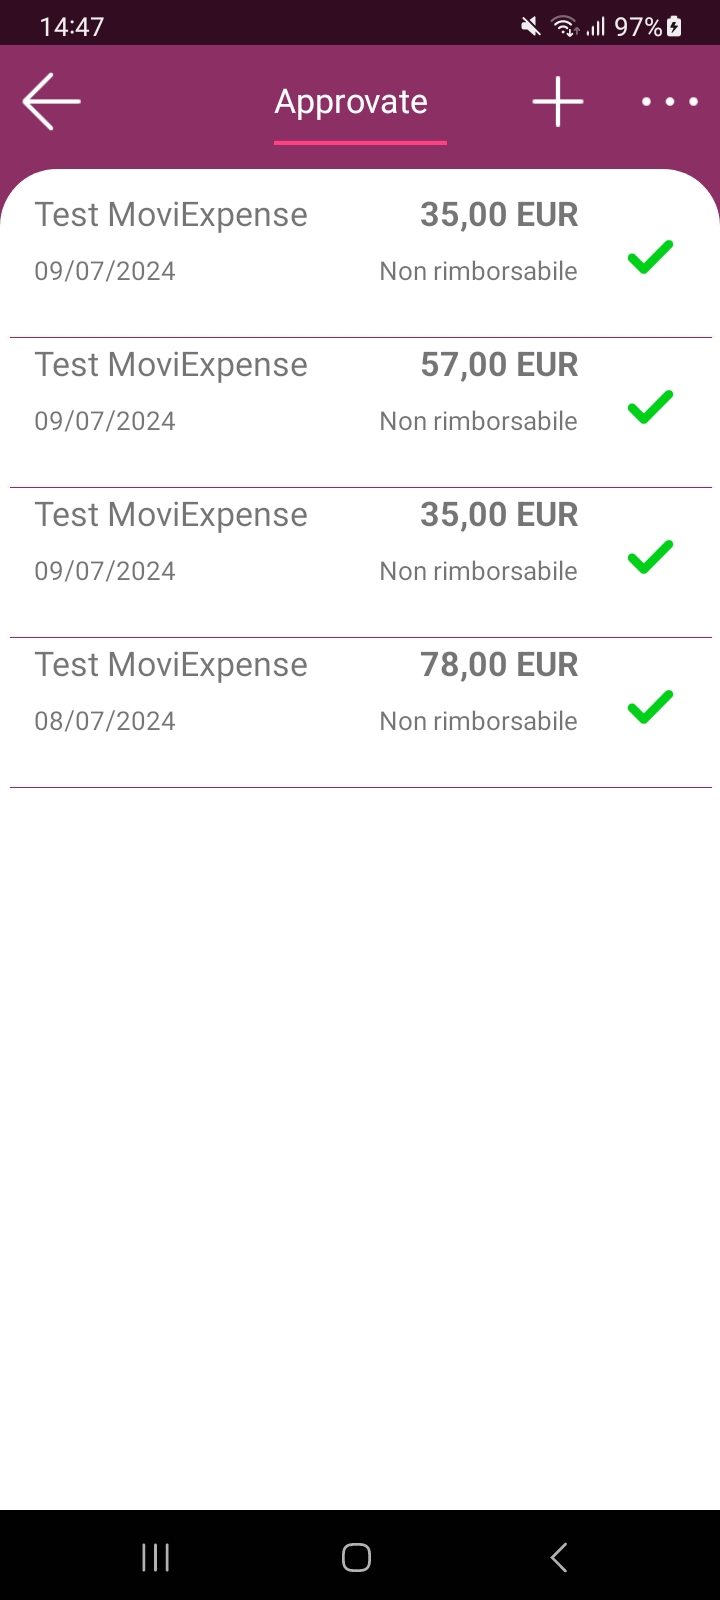 14:47 97%
Approvate
Test MoviExpense 35,00 EUR
09/07/2024 Non rimborsabile
Test MoviExpense 57,00 EUR
09/07/2024 Non rimborsabile
Test MoviExpense 35,00 EUR
09/07/2024 Non rimborsabile
Test MoviExpense 78,00 EUR
08/07/2024 Non rimborsabile